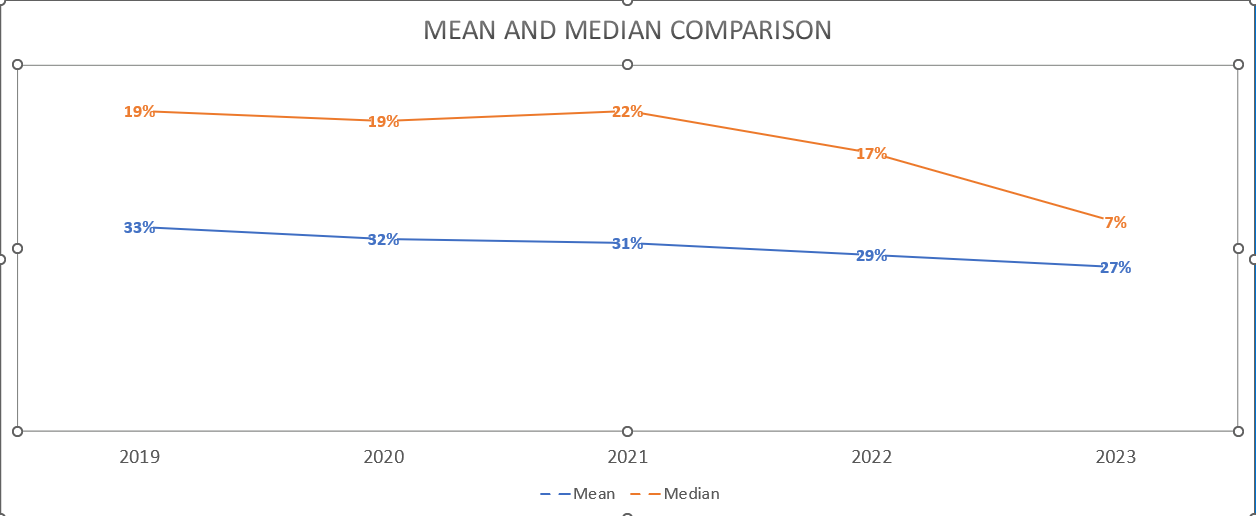 MEAN AND MEDIAN COMPARISON
19% 19% 22% 17% 7%
33% 32% 31% 29% 27%
2019 2020 2021 2022 2023
Mean Median